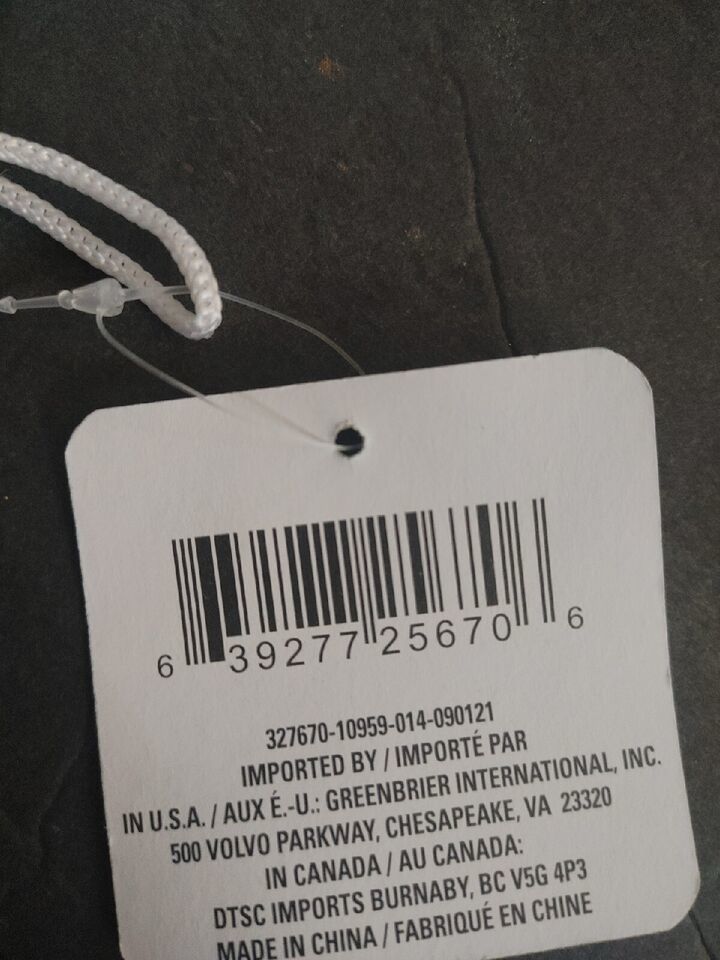 6 39277 25670 6
327670-10959-014-090121
IMPORTED BY / IMPORTÉ PAR
IN U.S.A. / AUX É.-U.: GREENBRIER INTERNATIONAL, INC.
500 VOLVO PARKWAY, CHESAPEAKE, VA 23320
IN CANADA / AU CANADA:
DTSC IMPORTS BURNABY, BC V5G 4P3
MADE IN CHINA / FABRIQUÉ EN CHINE